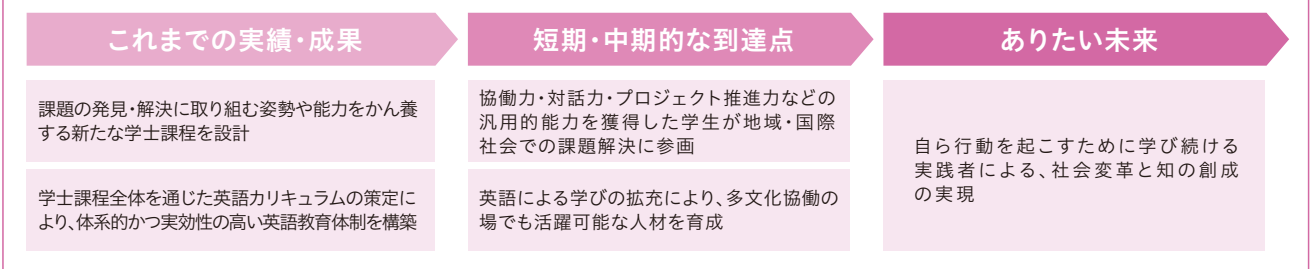 これまでの実績・成果
課題の発見・解決に取り組む姿勢や能力をかん養
する新たな学士課程を設計
学士課程全体を通じた英語カリキュラムの策定に
より、体系的かつ実効性の高い英語教育体制を構築
短期・中期的な到達点
協働力・対話力・プロジェクト推進力などの
汎用的能力を獲得した学生が地域・国際
社会での課題解決に参画
英語による学びの拡充により、多文化協働の
場でも活躍可能な人材を育成
ありたい未来
自ら行動を起こすために学び続ける
実践者による、社会変革と知の創成
の実現